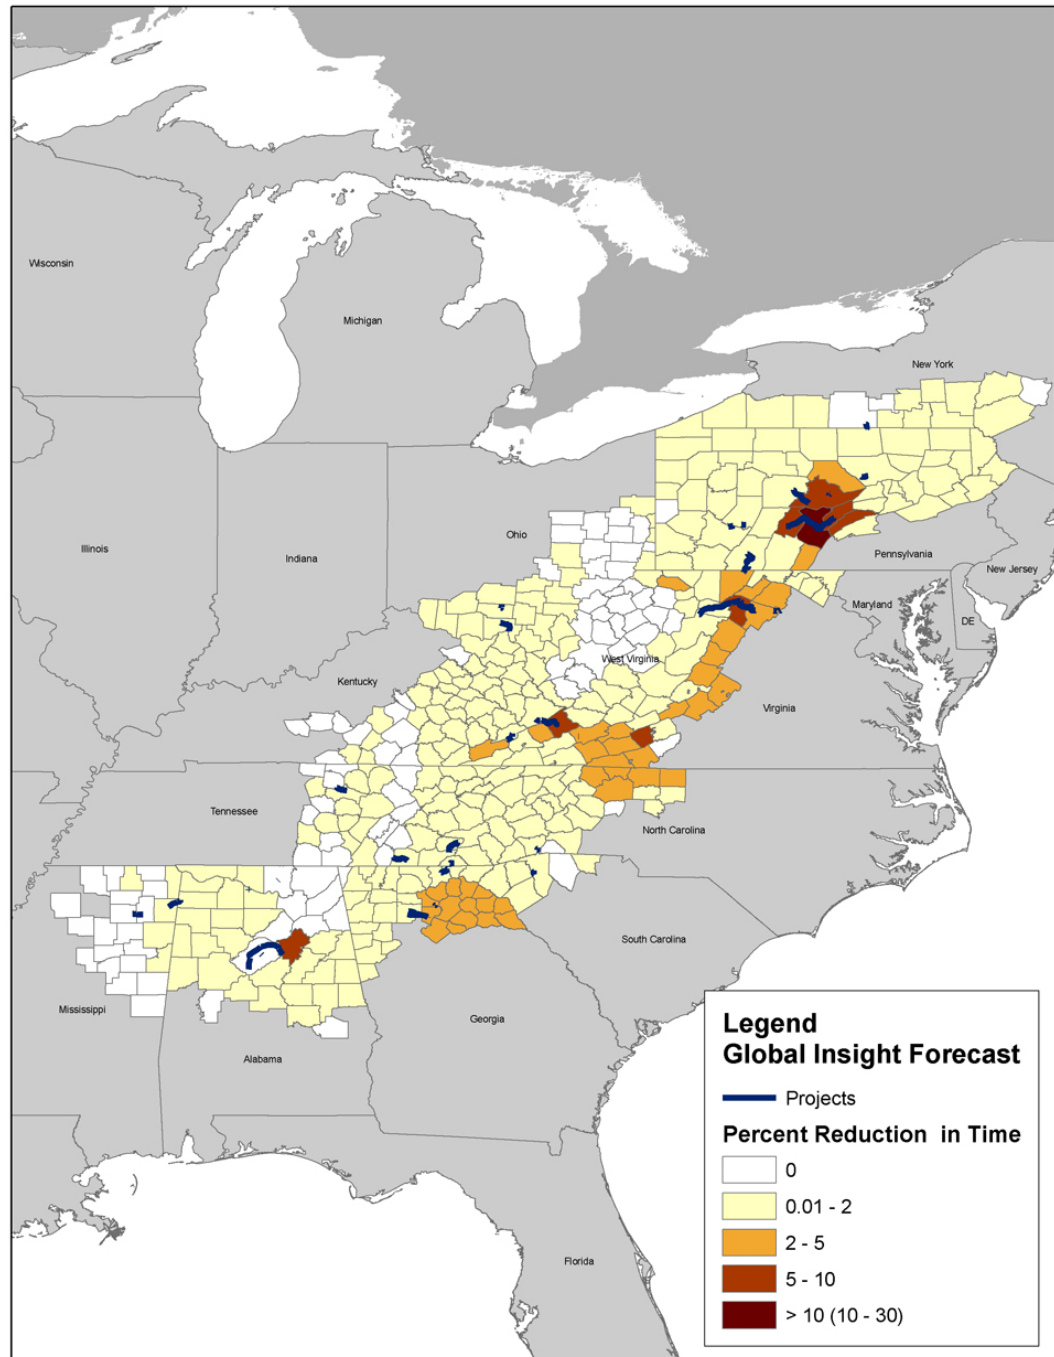 Wisconsin
Michigan
New York
Illinois
Indiana
Ohio
Pennsylvania
New Jersey
Maryland
DE
West Virginia
Kentucky
Virginia
Tennessee
North Carolina
South Carolina
Mississippi
Alabama
Georgia
Florida
Legend
Global Insight Forecast
Projects
Percent Reduction in Time
0
0.01 - 2
2 - 5
5 - 10
> 10 (10 - 30)